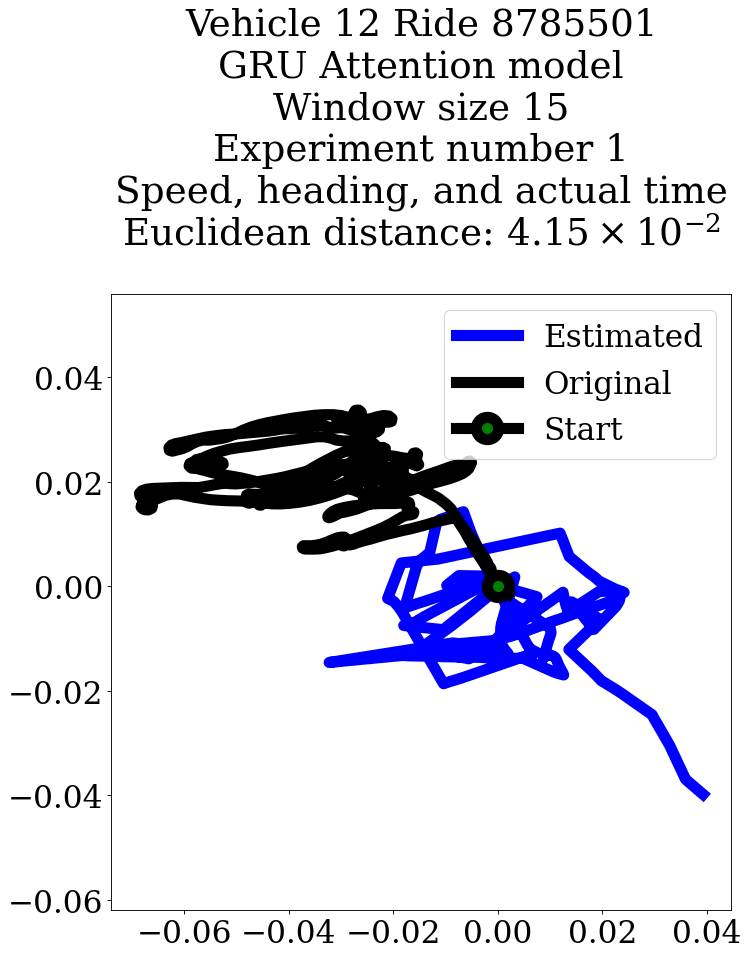 Vehicle 12 Ride 8785501
GRU Attention model
Window size 15
Experiment number 1
Speed, heading, and actual time
Euclidean distance: 4.15 × 10⁻²
Estimated
Original
Start
0.04
0.02
0.00
−0.02
−0.04
−0.06
−0.06 −0.04 −0.02 0.00 0.02 0.04